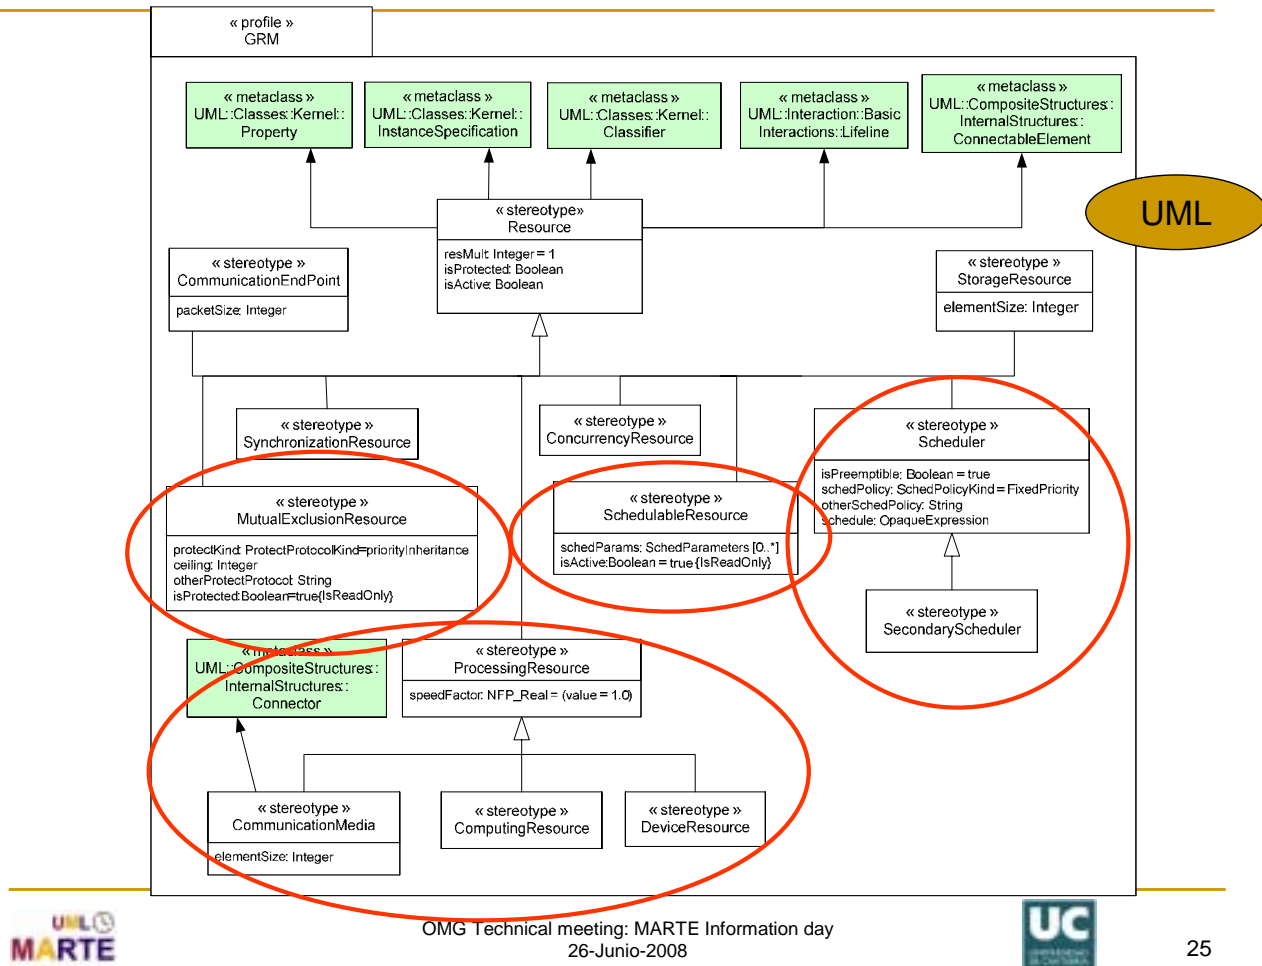 « profile »
GRM
« metaclass »
UML::Classes::Kernel::
Property
« metaclass »
UML::Classes::Kernel::
InstanceSpecification
« metaclass »
UML::Classes::Kernel::
Classifier
« metaclass »
UML::Interaction::Basic
Interactions::Lifeline
« metaclass »
UML::CompositeStructures::
InternalStructures::
ConnectableElement
UML
« stereotype»
Resource
resMult: Integer = 1
isProtected: Boolean
isActive: Boolean
« stereotype »
CommunicationEndPoint
packetSize: Integer
« stereotype »
StorageResource
elementSize: Integer
« stereotype »
SynchronizationResource
« stereotype »
ConcurrencyResource
« stereotype »
Scheduler
isPreemptible: Boolean = true
schedPolicy: SchedPolicyKind = FixedPriority
otherSchedPolicy: String
schedule: OpaqueExpression
« stereotype »
MutualExclusionResource
protectKind: ProtectProtocolKind=priorityInheritance
ceiling: Integer
otherProtectProtocol: String
isProtected:Boolean=true{IsReadOnly}
« stereotype »
SchedulableResource
schedParams: SchedParameters [0..*]
isActive:Boolean = true{IsReadOnly}
« stereotype »
SecondaryScheduler
« metaclass »
UML::CompositeStructures::
InternalStructures::
Connector
« stereotype »
ProcessingResource
speedFactor: NFP_Real = (value = 1.0)
« stereotype »
CommunicationMedia
elementSize: Integer
« stereotype »
ComputingResource
« stereotype »
DeviceResource
UML
MARTE
OMG Technical meeting: MARTE Information day
26-Junio-2008
UC
UNIVERSIDAD
DE CANTABRIA
25